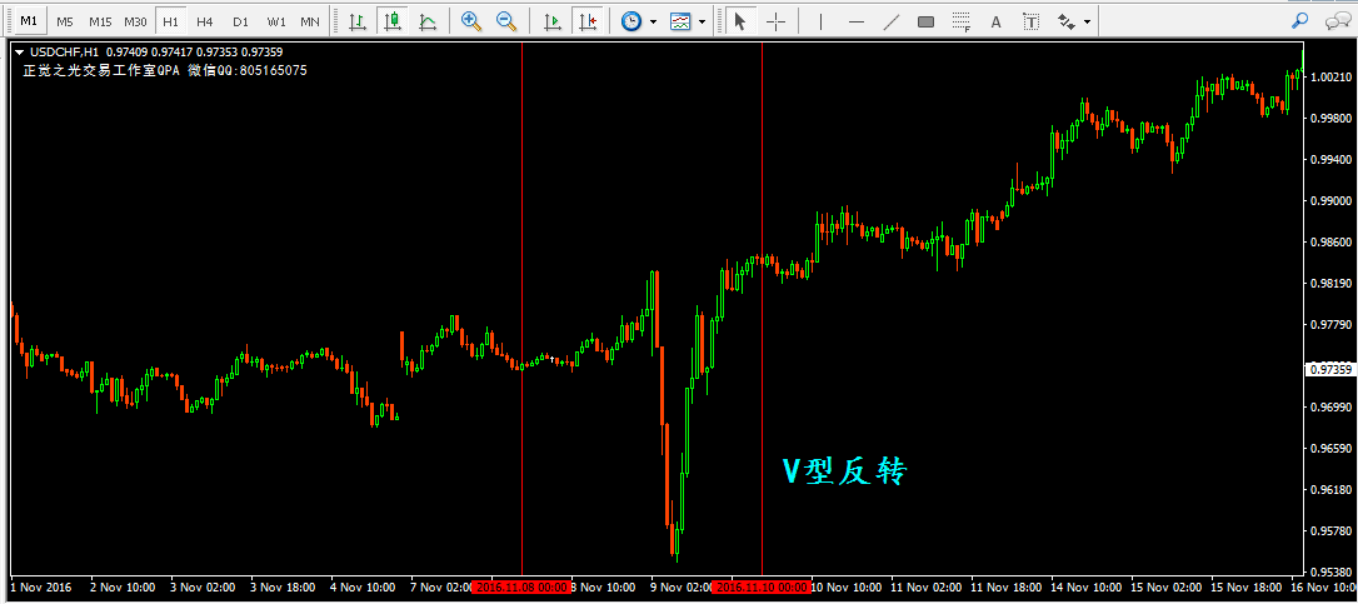 M1 M5 M15 M30 H1 H4 D1 W1 MN A T
USDCHF,H1 0.97409 0.97417 0.97353 0.97359
正觉之光交易工作室QPA 微信QQ:805165075
1.00210
0.99800
0.99400
0.99000
0.98600
0.98190
0.97790
0.97359
0.96990
0.96590
0.96180
0.95780
0.95380
V型反转
1 Nov 2016 2 Nov 10:00 3 Nov 02:00 3 Nov 18:00 4 Nov 10:00 7 Nov 02:00 2016.11.08 00:00 8 Nov 10:00 9 Nov 02:00 2016.11.10 00:00 10 Nov 10:00 11 Nov 02:00 11 Nov 18:00 14 Nov 10:00 15 Nov 02:00 15 Nov 18:00 16 Nov 10:00